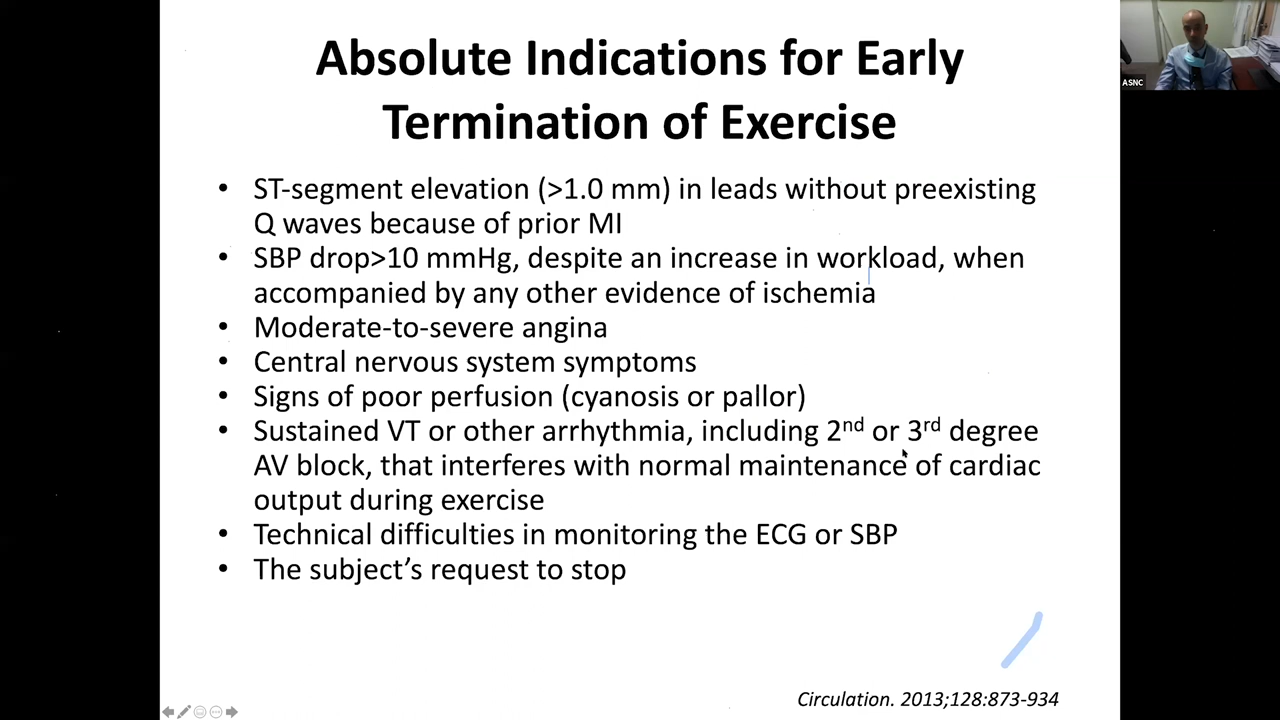 Absolute Indications for Early
Termination of Exercise
• ST-segment elevation (>1.0 mm) in leads without preexisting
Q waves because of prior MI
• SBP drop>10 mmHg, despite an increase in workload, when
accompanied by any other evidence of ischemia
• Moderate-to-severe angina
• Central nervous system symptoms
• Signs of poor perfusion (cyanosis or pallor)
• Sustained VT or other arrhythmia, including 2nd or 3rd degree
AV block, that interferes with normal maintenance of cardiac
output during exercise
• Technical difficulties in monitoring the ECG or SBP
• The subject’s request to stop
Circulation. 2013;128:873-934
ASNC